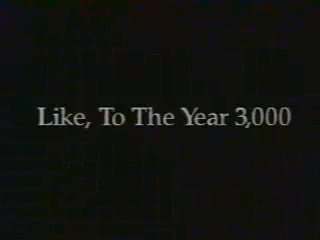 Like, To The Year 3,000